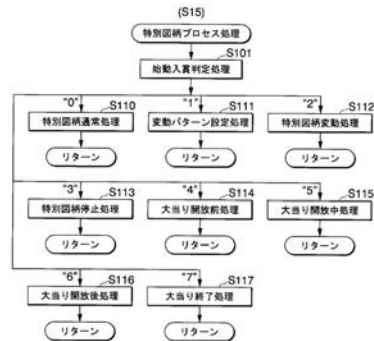 (S15)
特別図柄プロセス処理
S101
始動入賞判定処理
"0" S110 "1" S111 "2" S112
特別図柄通常処理 変動パターン設定処理 特別図柄変動処理
リターン リターン リターン
"3" S113 "4" S114 "5" S115
特別図柄停止処理 大当り開放前処理 大当り開放中処理
リターン リターン リターン
"6" S116 "7" S117
大当り開放後処理 大当り終了処理
リターン リターン